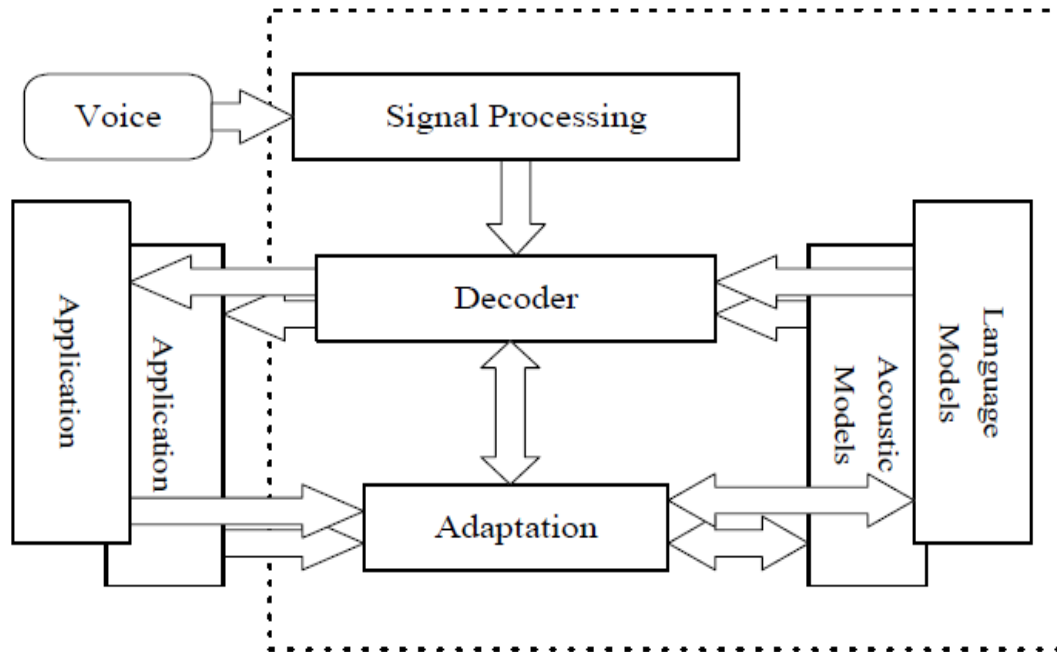 Voice
Signal Processing
Application
Application
Decoder
Adaptation
Acoustic
Models
Language
Models